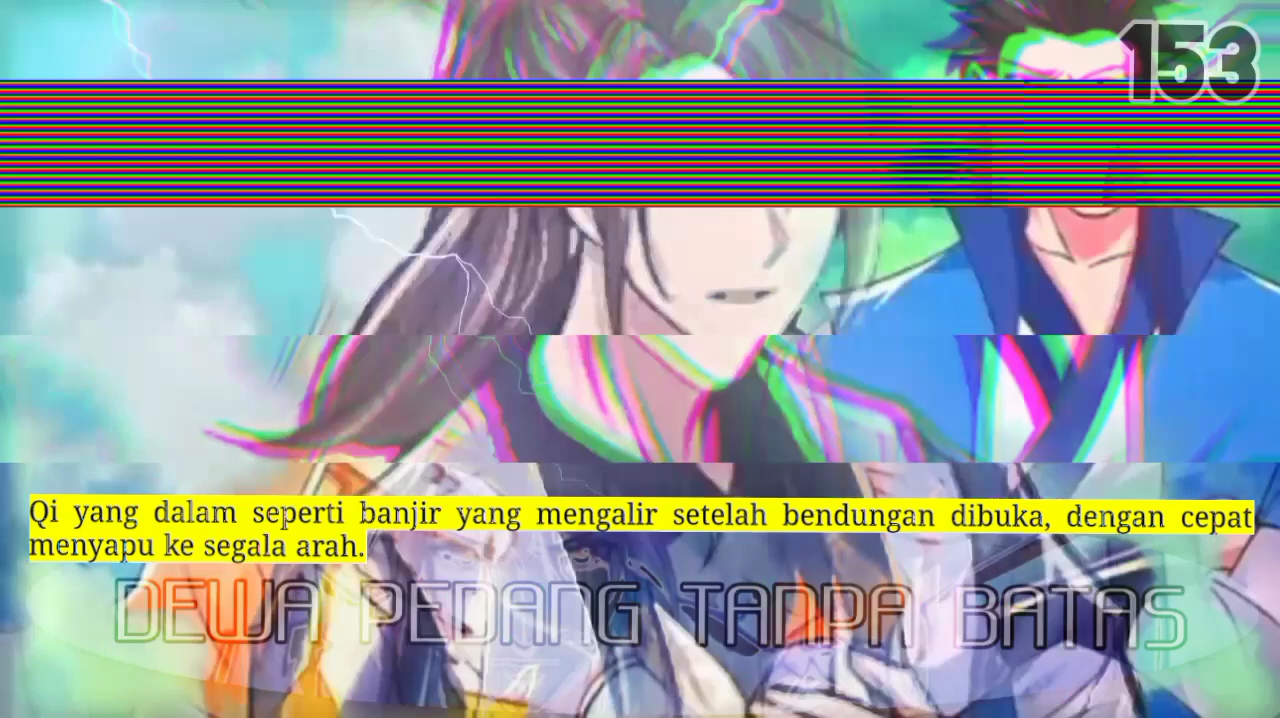 153
Qi yang dalam seperti banjir yang mengalir setelah bendungan dibuka, dengan cepat
menyapu ke segala arah.
DEWA PEDANG TANPA BATAS